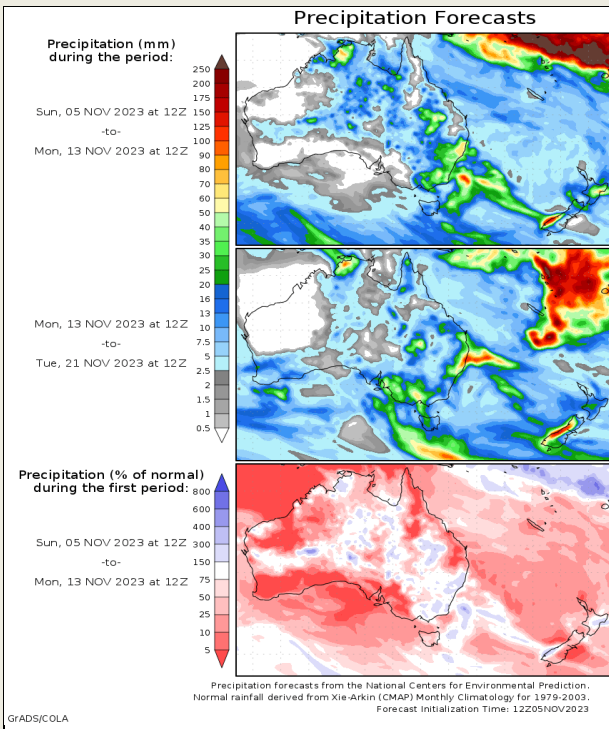 Precipitation Forecasts
Precipitation (mm)
during the period:
Sun, 05 NOV 2023 at 12Z
-to-
Mon, 13 NOV 2023 at 12Z
250
200
175
150
125
100
90
80
70
60
50
40
35
30
25
20
16
13
10
7.5
5
2.5
2
1.5
1
0.5
Mon, 13 NOV 2023 at 12Z
-to-
Tue, 21 NOV 2023 at 12Z
Precipitation (% of normal)
during the first period:
Sun, 05 NOV 2023 at 12Z
-to-
Mon, 13 NOV 2023 at 12Z
800
600
400
300
150
75
50
25
10
5
Precipitation forecasts from the National Centers for Environmental Prediction.
Normal rainfall derived from Xie-Arkin (CMAP) Monthly Climatology for 1979-2003.
Forecast Initialization Time: 12Z05NOV2023
GrADS/COLA